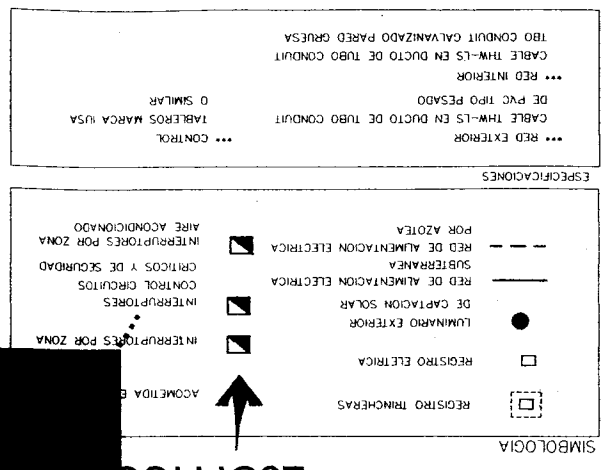 SIMBOLOGIA
REGISTRO TRINCHERAS
REGISTRO ELETRICA
LUMINARIO EXTERIOR
DE CAPTACION SOLAR
RED DE ALIMENTACION ELECTRICA
SUBTERRANEA
RED DE ALIMENTACION ELECTRICA
POR AZOTEA
ACOMETIDA
INTERRUPTORES POR ZONA
INTERRUPTORES
CONTROL CIRCUITOS
CRITICOS Y DE SEGURIDAD
INTERRUPTORES POR ZONA
AIRE ACONDICIONADO
ESPECIFICACIONES
••• RED EXTERIOR
CABLE THW-LS EN DUCTO DE TUBO CONDUIT
DE PVC TIPO PESADO
••• RED INTERIOR
CABLE THW-LS EN DUCTO DE TUBO CONDUIT
TBO CONDUIT GALVANIZADO PARED GRUESA
••• CONTROL
TABLEROS MARCA IUSA
O SIMILAR